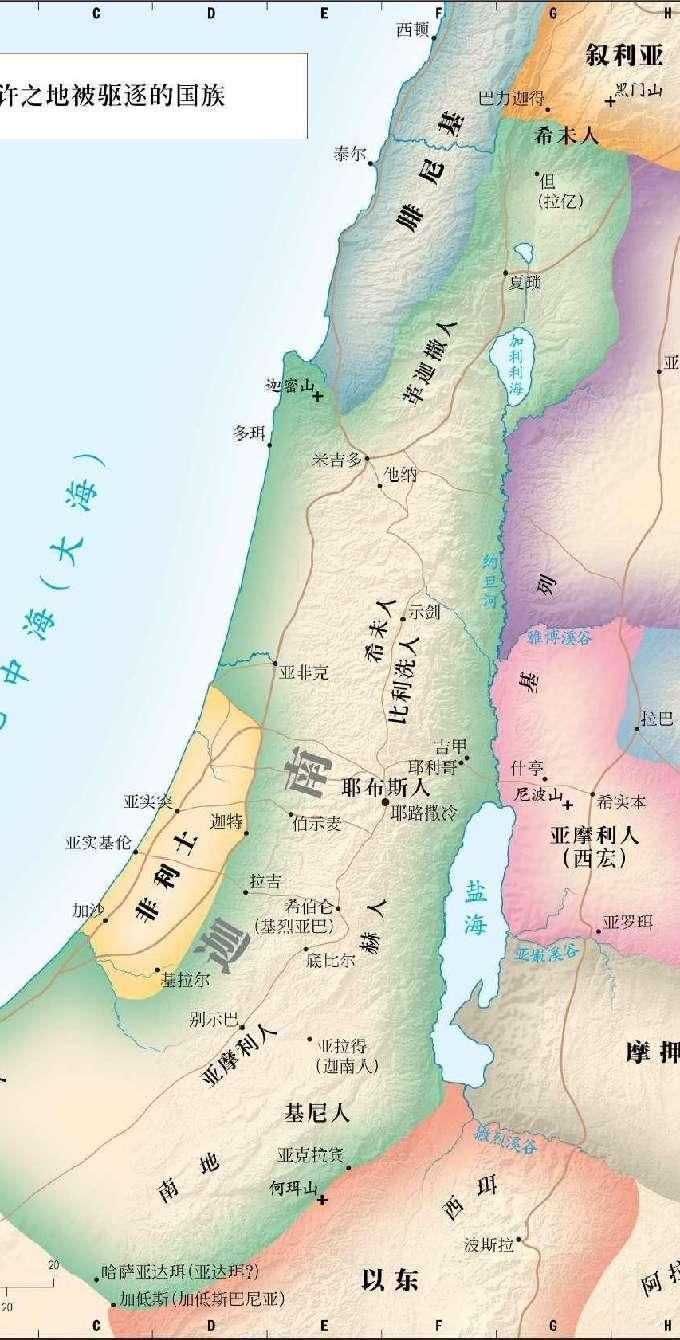 C D E F G H
西顿
叙利亚
许之地被驱逐的国族
巴力迦得
黑门山
腓尼基
希未人
泰尔
但
(拉亿)
夏琐
革迦撒人
加利利海
迦密山
亚
多珥
米吉多
他纳
中海(大海)
约旦河
列
希未人
示剑
雅博溪谷
比利洗人
亚非克
基
拉巴
吉甲
南
耶利哥
什亭
耶布斯人
尼波山
希实本
亚实突
迦特
伯示麦
耶路撒冷
亚实基伦
亚摩利人
(西宏)
非利士
拉吉
盐海
加沙
希伯仑
(基烈亚巴)
赫人
亚罗珥
迦
底比尔
亚嫩溪谷
基拉尔
别示巴
亚摩利人
亚拉得
(迦南人)
摩押
基尼人
撒烈溪谷
亚克拉宾
南地
何珥山
西珥
波斯拉
哈萨亚达珥(亚达珥?)
以东
阿拉
20
20
加低斯(加低斯巴尼亚)
C D E F G H